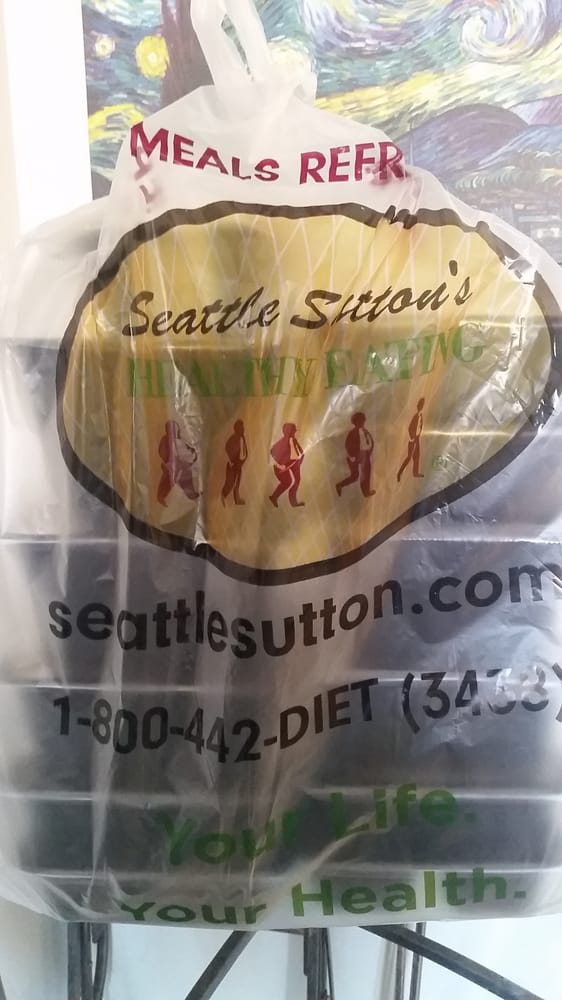 MEALS REFR
Seattle Sutton's
HEALTHY EATING
seattlesutton.com
1-800-442-DIET (3438)
Your Life.
Your Health.